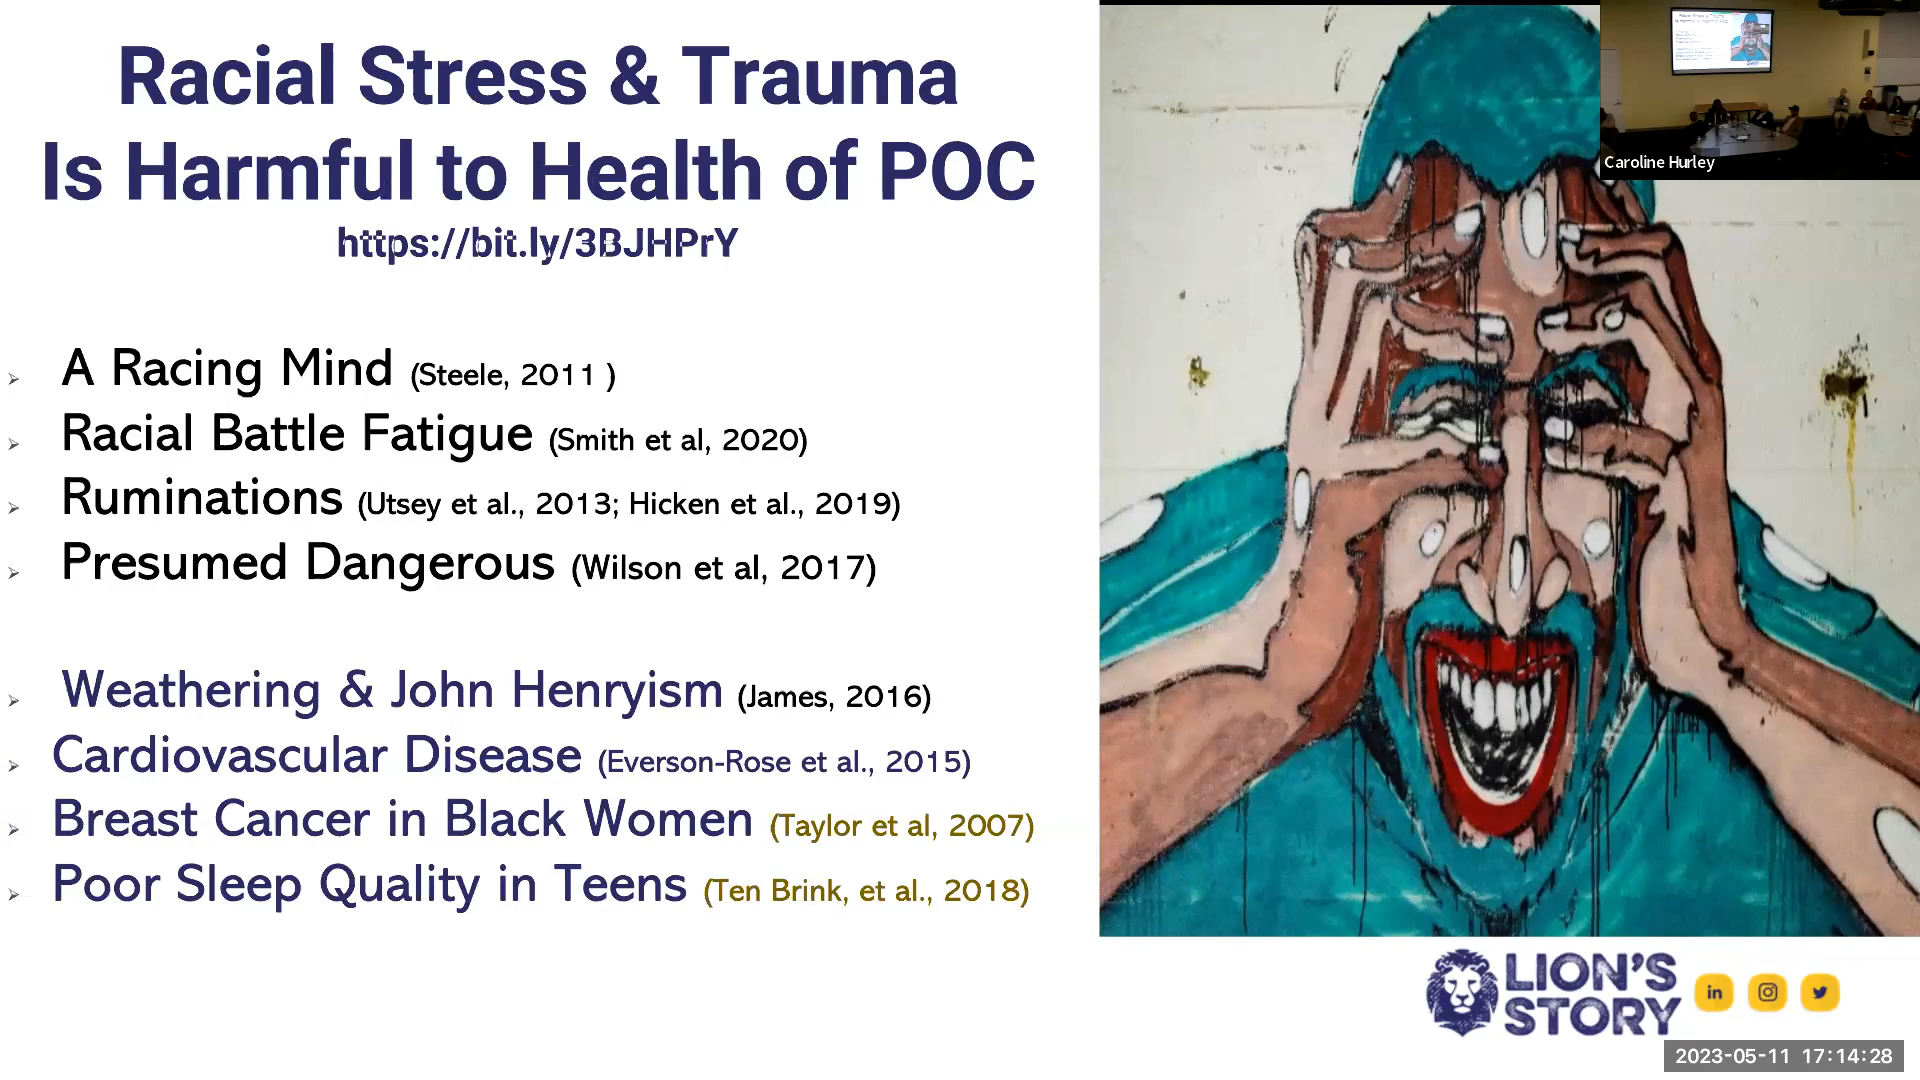 Racial Stress & Trauma
Is Harmful to Health of POC
https://bit.ly/3BJHPrY
A Racing Mind (Steele, 2011 )
Racial Battle Fatigue (Smith et al, 2020)
Ruminations (Utsey et al., 2013; Hicken et al., 2019)
Presumed Dangerous (Wilson et al, 2017)
Weathering & John Henryism (James, 2016)
Cardiovascular Disease (Everson-Rose et al., 2015)
Breast Cancer in Black Women (Taylor et al, 2007)
Poor Sleep Quality in Teens (Ten Brink, et al., 2018)
Caroline Hurley
LION'S
STORY
in
2023-05-11 17:14:28